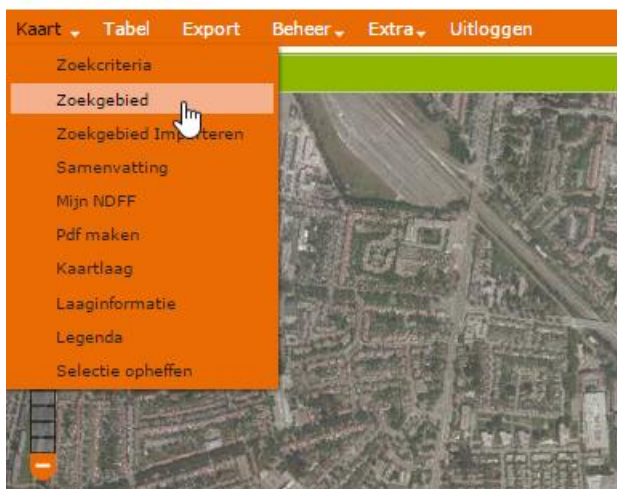 Kaart Tabel Export Beheer Extra Uitloggen
Zoekcriteria
Zoekgebied
Zoekgebied Importeren
Samenvatting
Mijn NDFF
Pdf maken
Kaartlaag
Laaginformatie
Legenda
Selectie opheffen